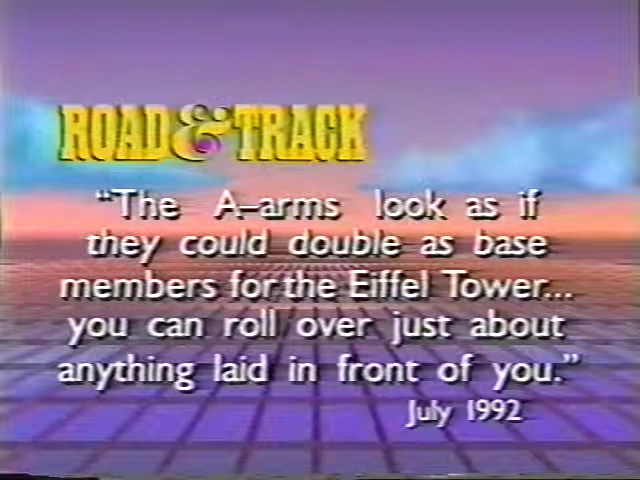 ROAD & TRACK
“The A–arms look as if
they could double as base
members for the Eiffel Tower...
you can roll over just about
anything laid in front of you.”
July 1992